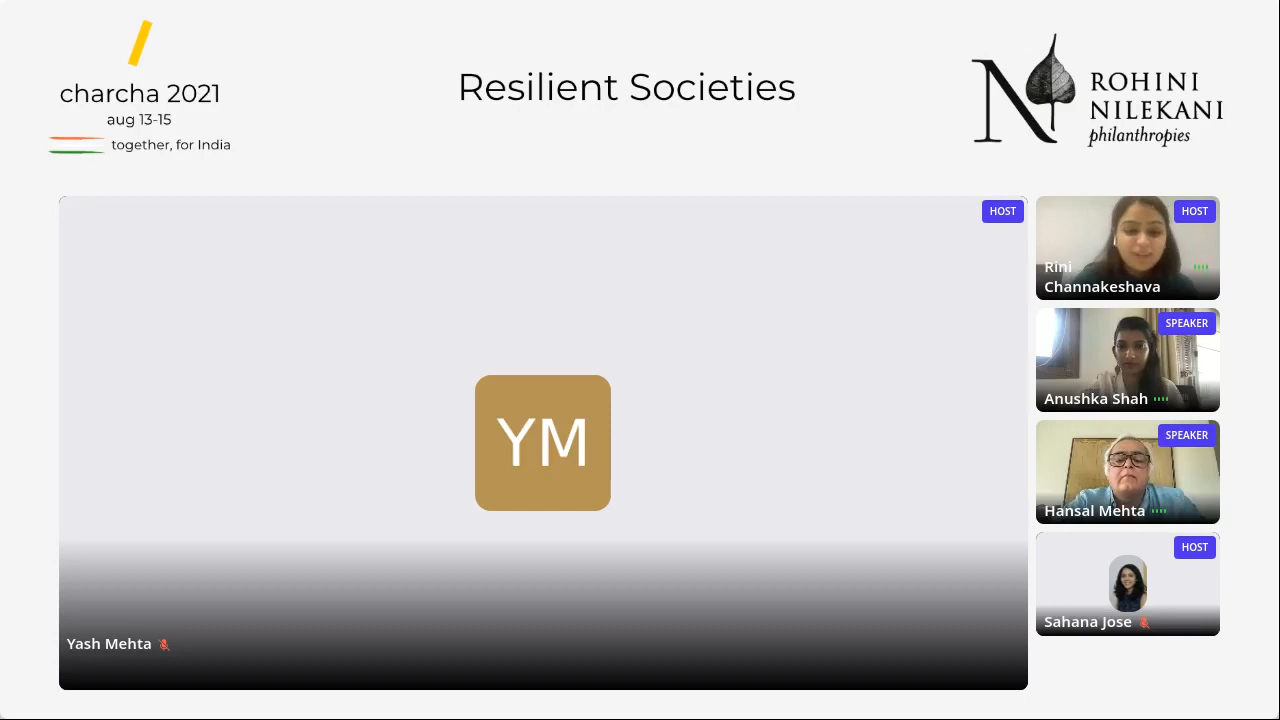 charcha 2021
aug 13-15
together, for India
Resilient Societies
N
ROHINI
NILEKANI
philanthropies
HOST
YM
Yash Mehta
HOST
Rini
Channakeshava
SPEAKER
Anushka Shah
SPEAKER
Hansal Mehta
HOST
Sahana Jose